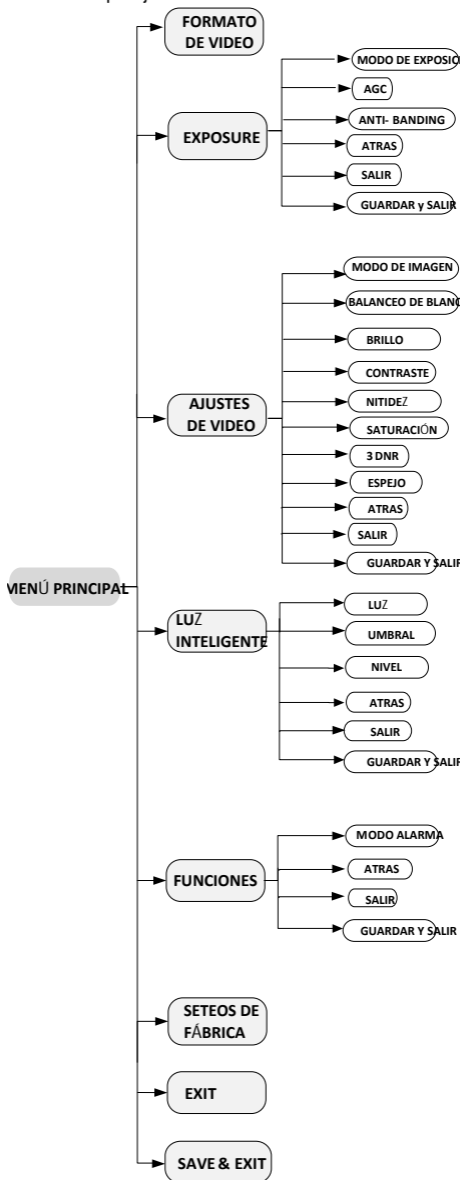 FORMATO
DE VIDEO
EXPOSURE
MODO DE EXPOSIC
AGC
ANTI- BANDING
ATRAS
SALIR
GUARDAR y SALIR
AJUSTES
DE VIDEO
MODO DE IMAGEN
BALANCEO DE BLANC
BRILLO
CONTRASTE
NITIDEZ
SATURACIÓN
3 DNR
ESPEJO
ATRAS
SALIR
GUARDAR Y SALIR
MENÚ PRINCIPAL
LUZ
INTELIGENTE
LUZ
UMBRAL
NIVEL
ATRAS
SALIR
GUARDAR Y SALIR
FUNCIONES
MODO ALARMA
ATRAS
SALIR
GUARDAR Y SALIR
SETEOS DE
FÁBRICA
EXIT
SAVE & EXIT